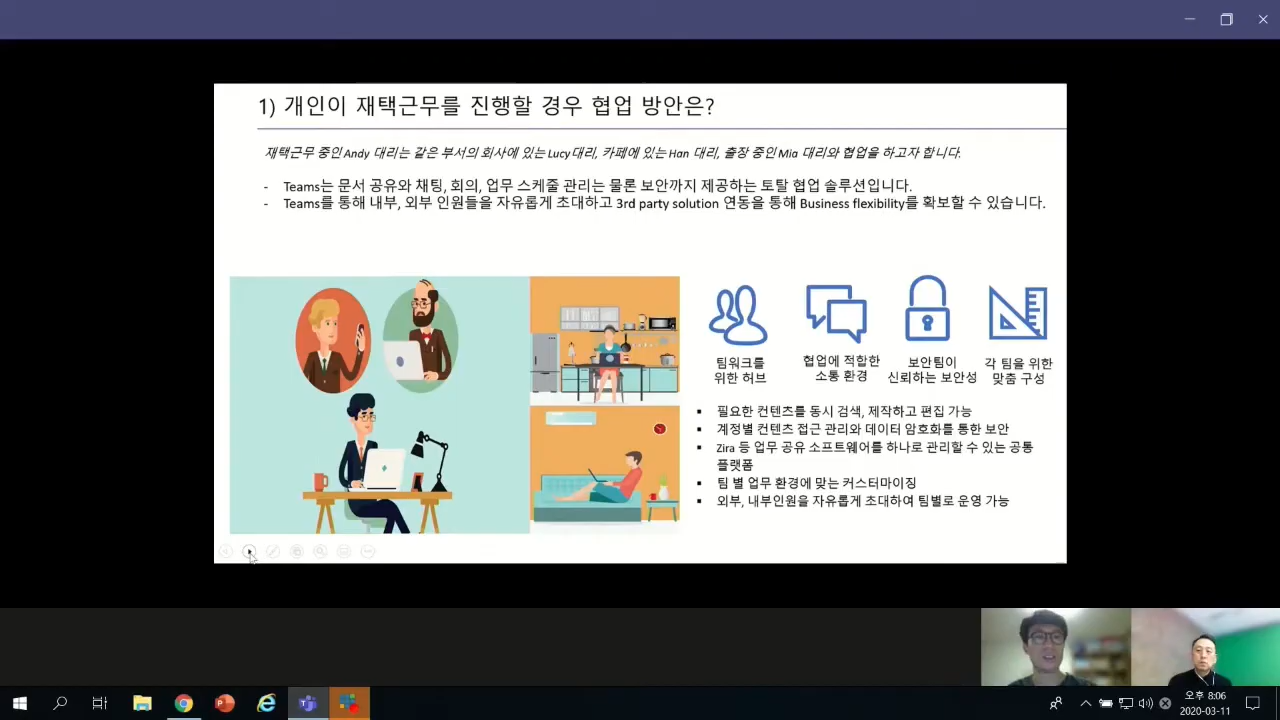 1) 개인이 재택근무를 진행할 경우 협업 방안은?
재택근무 중인 Andy 대리는 같은 부서의 회사에 있는 Lucy 대리, 카페에 있는 Han 대리, 출장 중인 Mia 대리와 협업을 하고자 합니다.
- Teams는 문서 공유와 채팅, 회의, 업무 스케줄 관리는 물론 보안까지 제공하는 토탈 협업 솔루션입니다.
- Teams를 통해 내부, 외부 인원들을 자유롭게 초대하고 3rd party solution 연동을 통해 Business flexibility를 확보할 수 있습니다.
팀워크를
위한 허브
협업에 적합한
소통 환경
보안팀이
신뢰하는 보안성
각 팀을 위한
맞춤 구성
▪ 필요한 컨텐츠를 동시 검색, 제작하고 편집 가능
▪ 계정별 컨텐츠 접근 관리와 데이터 암호화를 통한 보안
▪ Zira 등 업무 공유 소프트웨어를 하나로 관리할 수 있는 공통
플랫폼
▪ 팀 별 업무 환경에 맞는 커스터마이징
▪ 외부, 내부인원을 자유롭게 초대하여 팀별로 운영 가능
오후 8:06
2020-03-11